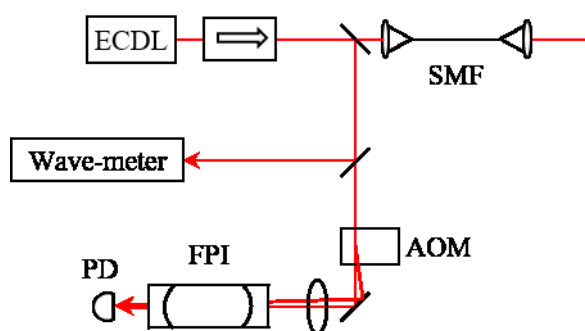 ECDL
SMF
Wave-meter
AOM
FPI
PD